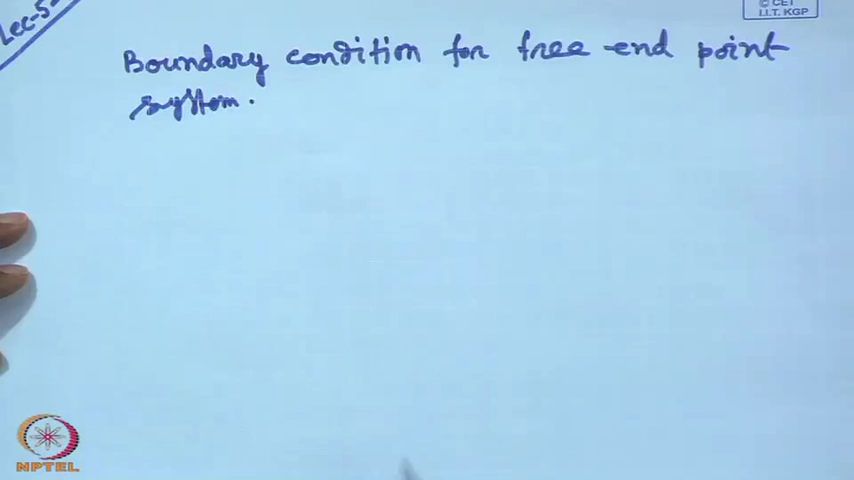 Lec-5
© CET
I.I.T. KGP
Boundary condition for free end point
system.
NPTEL